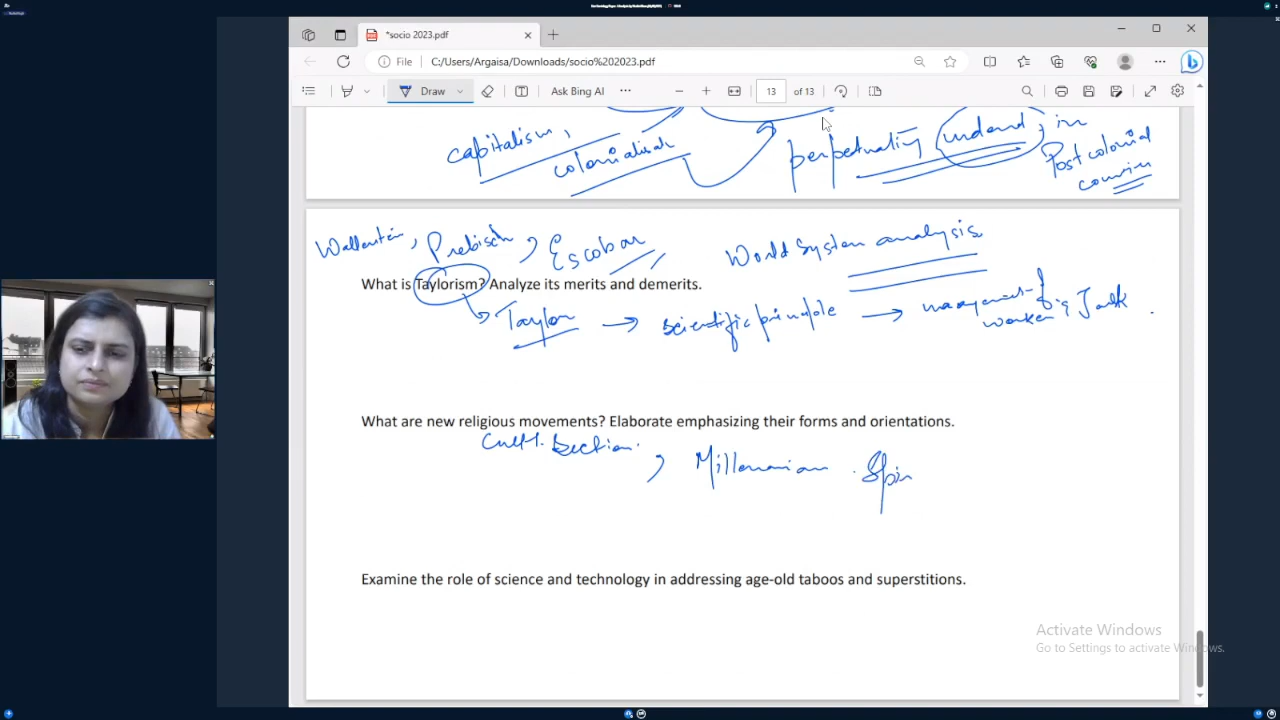 *socio 2023.pdf
File C:/Users/Argaisa/Downloads/socio%202023.pdf
Draw Ask Bing AI 13 of 13
capitalism,
colonialism
perpetuating in
Post colonial
Wallerstein, Prebisch, Escobar World System analysis
What is Taylorism? Analyze its merits and demerits.
Taylor → scientific principle → management of
worker & Task
What are new religious movements? Elaborate emphasizing their forms and orientations.
Cult. Section. , Millenarian . Spir
Examine the role of science and technology in addressing age-old taboos and superstitions.
Activate Windows
Go to Settings to activate Windows.